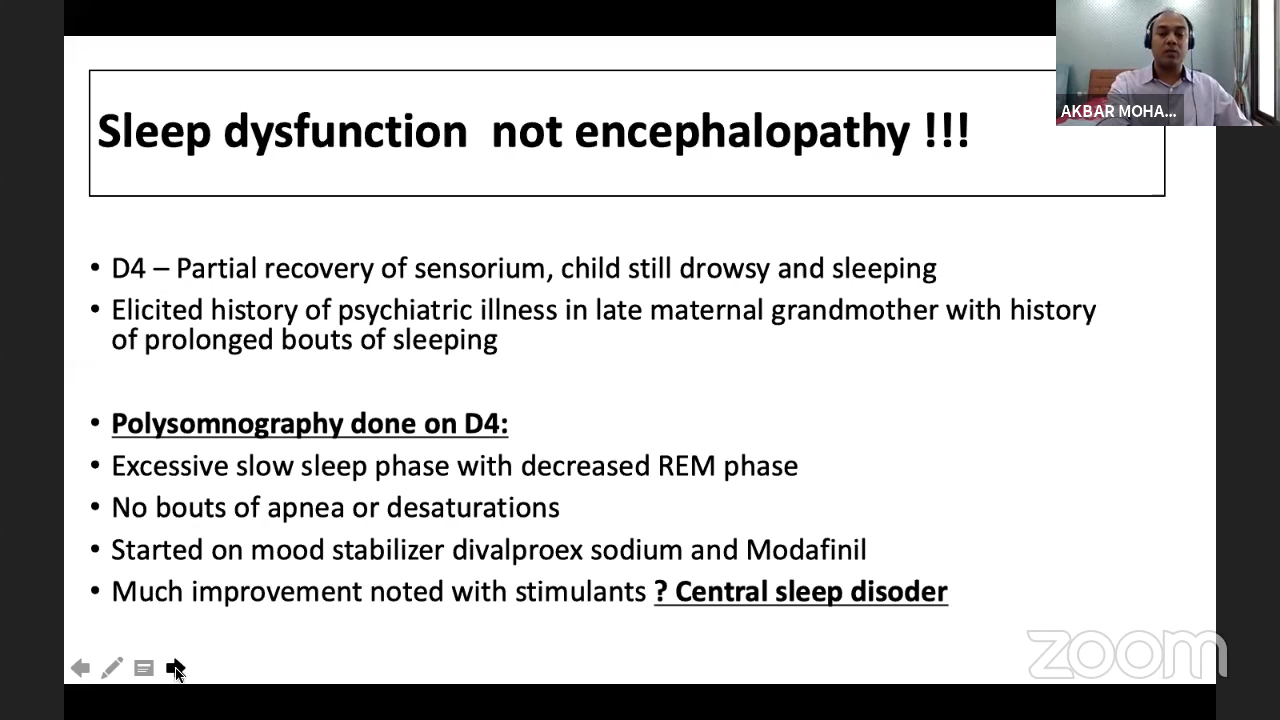 AKBAR MOHA...
Sleep dysfunction not encephalopathy !!!
• D4 – Partial recovery of sensorium, child still drowsy and sleeping
• Elicited history of psychiatric illness in late maternal grandmother with history
of prolonged bouts of sleeping
• Polysomnography done on D4:
• Excessive slow sleep phase with decreased REM phase
• No bouts of apnea or desaturations
• Started on mood stabilizer divalproex sodium and Modafinil
• Much improvement noted with stimulants ? Central sleep disoder
zoom